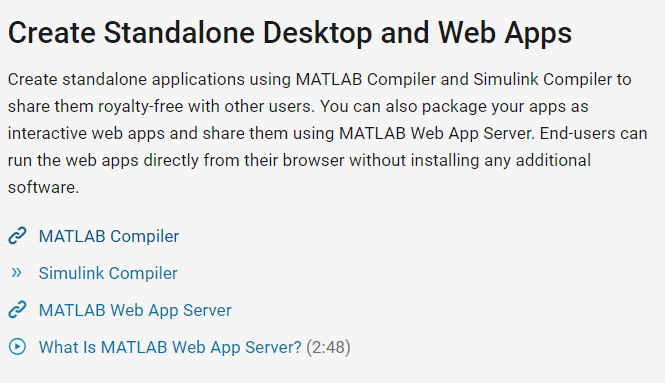 Create Standalone Desktop and Web Apps
Create standalone applications using MATLAB Compiler and Simulink Compiler to
share them royalty-free with other users. You can also package your apps as
interactive web apps and share them using MATLAB Web App Server. End-users can
run the web apps directly from their browser without installing any additional
software.
MATLAB Compiler
Simulink Compiler
MATLAB Web App Server
What Is MATLAB Web App Server? (2:48)